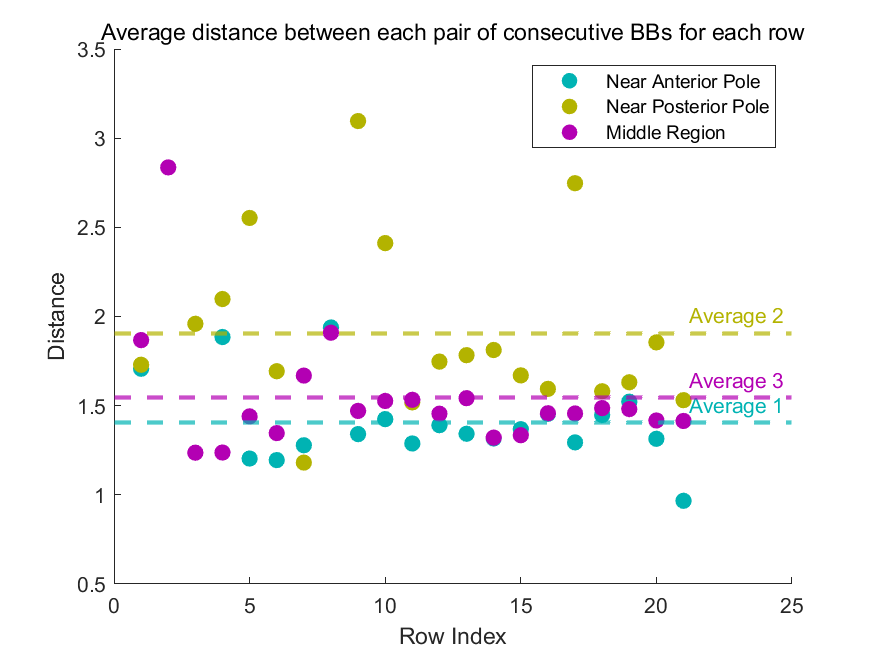 Average distance between each pair of consecutive BBs for each row
3.5
3
2.5
2
1.5
1
0.5
Distance
Near Anterior Pole
Near Posterior Pole
Middle Region
Average 2
Average 3
Average 1
0
5
10
15
20
25
Row Index